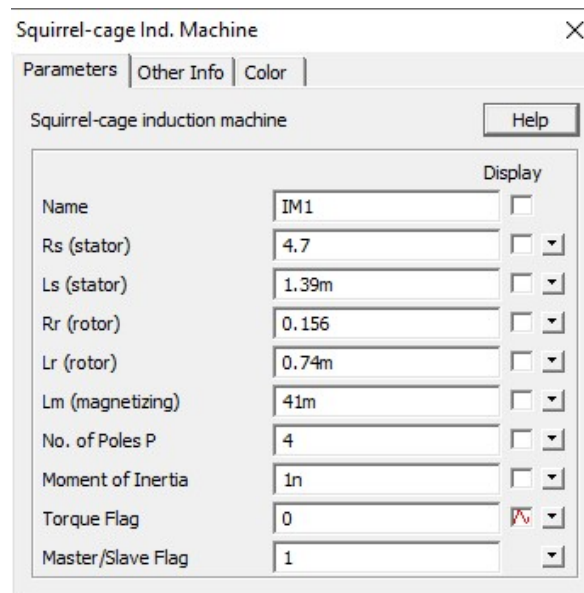 Squirrel-cage Ind. Machine
Parameters Other Info Color
Squirrel-cage induction machine Help
Display
Name IM1
Rs (stator) 4.7
Ls (stator) 1.39m
Rr (rotor) 0.156
Lr (rotor) 0.74m
Lm (magnetizing) 41m
No. of Poles P 4
Moment of Inertia 1n
Torque Flag 0
Master/Slave Flag 1